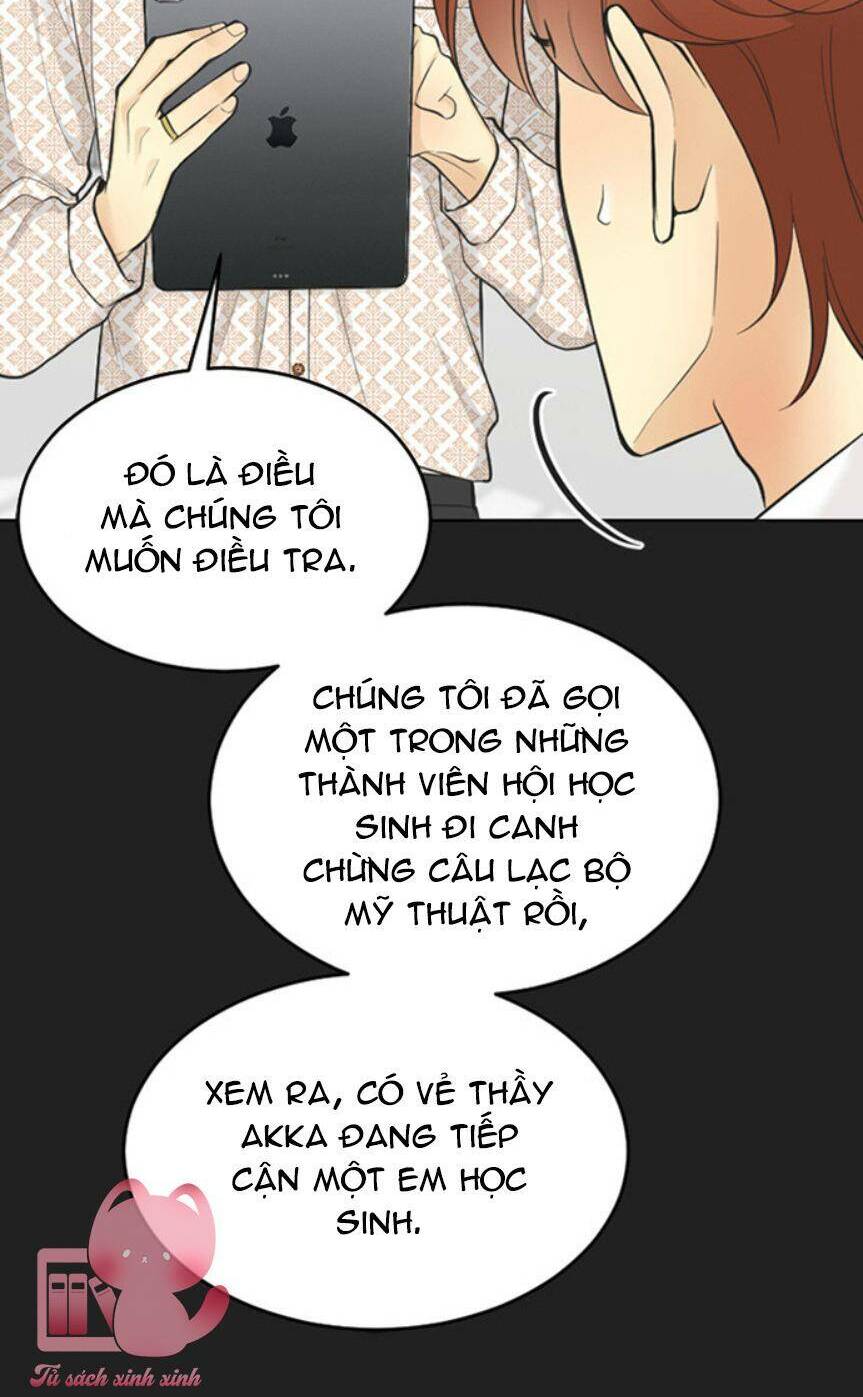 ĐÓ LÀ ĐIỀU
MÀ CHÚNG TÔI
MUỐN ĐIỀU TRA.
CHÚNG TÔI ĐÃ GỌI
MỘT TRONG NHỮNG
THÀNH VIÊN HỘI HỌC
SINH ĐI CANH
CHỪNG CÂU LẠC BỘ
MỸ THUẬT RỒI,
XEM RA, CÓ VẺ THẦY
AKKA ĐANG TIẾP
CẬN MỘT EM HỌC
SINH.
Tủ sách xinh xinh